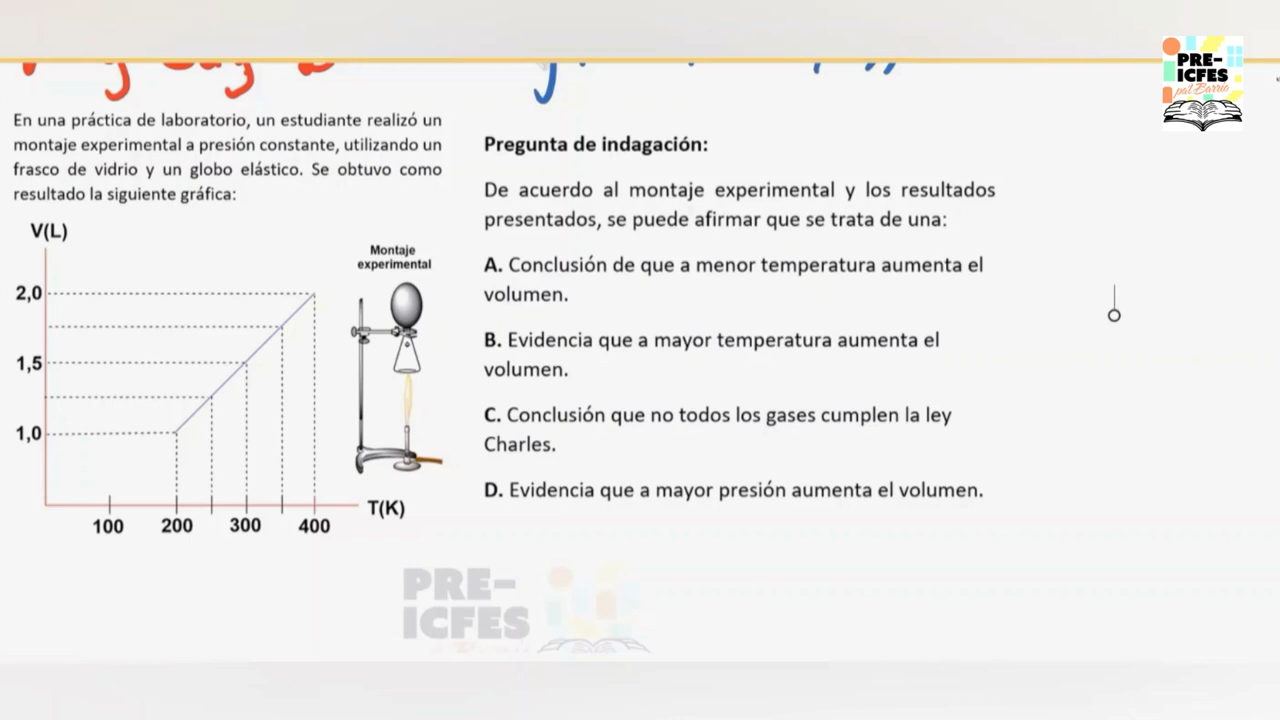 PRE-
ICFES
pa'l Barrio
En una práctica de laboratorio, un estudiante realizó un
montaje experimental a presión constante, utilizando un
frasco de vidrio y un globo elástico. Se obtuvo como
resultado la siguiente gráfica:
V(L)
2,0
1,5
1,0
100 200 300 400
T(K)
Montaje
experimental
Pregunta de indagación:
De acuerdo al montaje experimental y los resultados
presentados, se puede afirmar que se trata de una:
A. Conclusión de que a menor temperatura aumenta el
volumen.
B. Evidencia que a mayor temperatura aumenta el
volumen.
C. Conclusión que no todos los gases cumplen la ley
Charles.
D. Evidencia que a mayor presión aumenta el volumen.
PRE-
ICFES